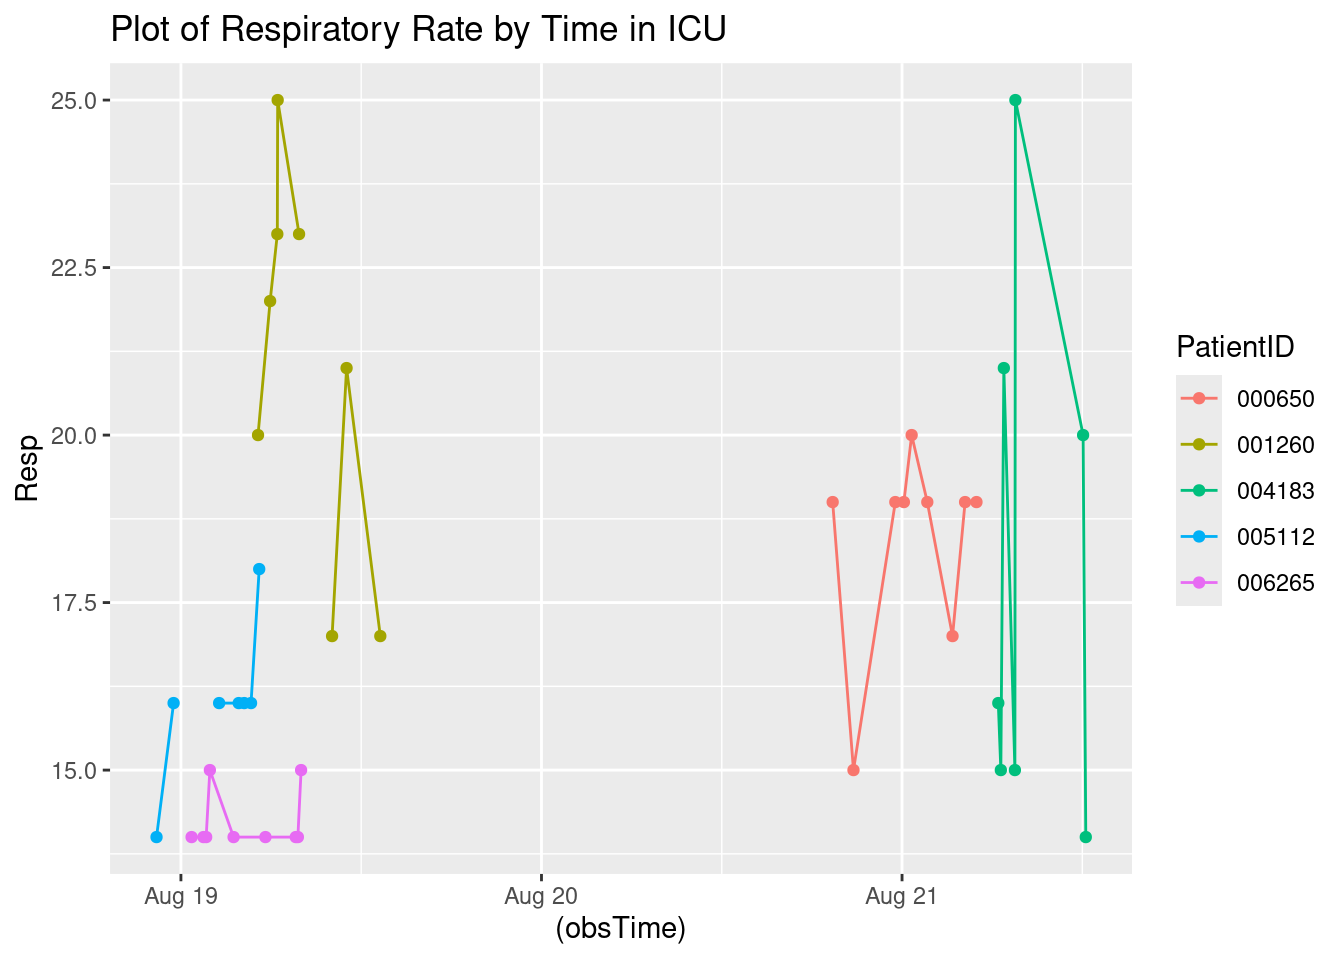 Plot of Respiratory Rate by Time in ICU
25.0
22.5
20.0
17.5
15.0
Resp
Aug 19
Aug 20
Aug 21
(obsTime)
PatientID
000650
001260
004183
005112
006265